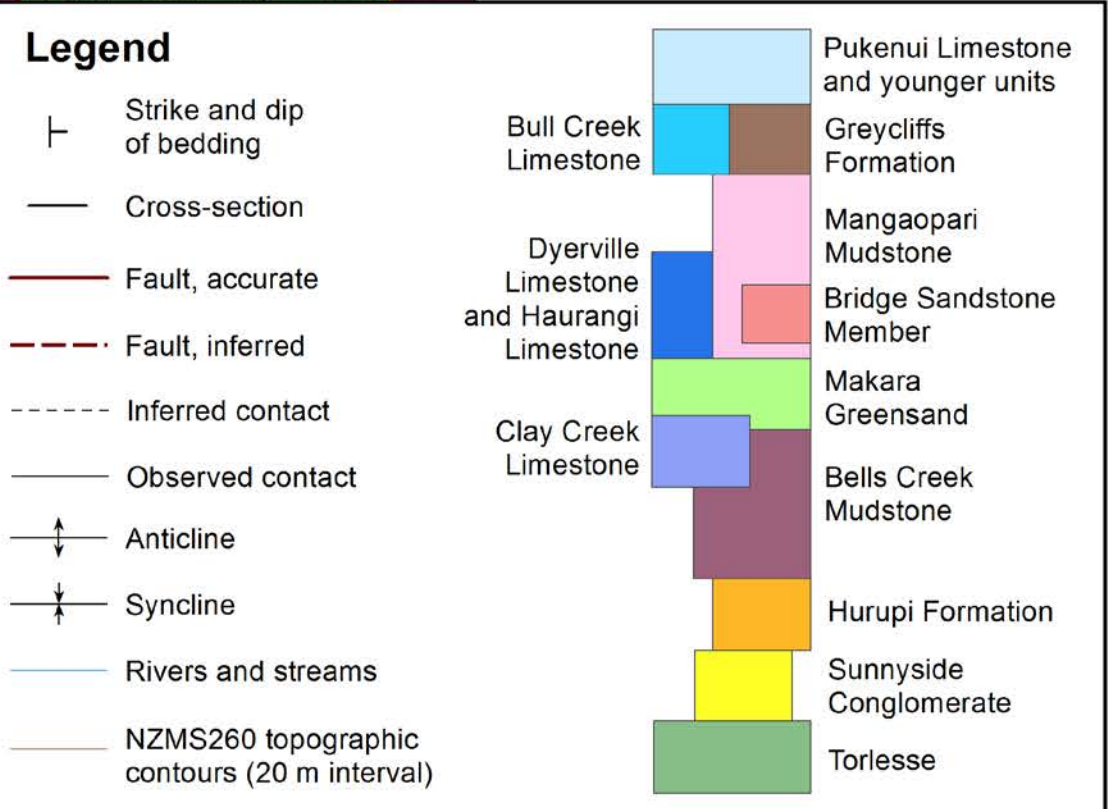 Legend
Strike and dip
of bedding
Cross-section
Fault, accurate
Fault, inferred
Inferred contact
Observed contact
Anticline
Syncline
Rivers and streams
NZMS260 topographic
contours (20 m interval)
Pukenui Limestone
and younger units
Bull Creek
Limestone
Greycliffs
Formation
Mangaopari
Mudstone
Dyerville
Limestone
and Haurangi
Limestone
Bridge Sandstone
Member
Makara
Greensand
Clay Creek
Limestone
Bells Creek
Mudstone
Hurupi Formation
Sunnyside
Conglomerate
Torlesse